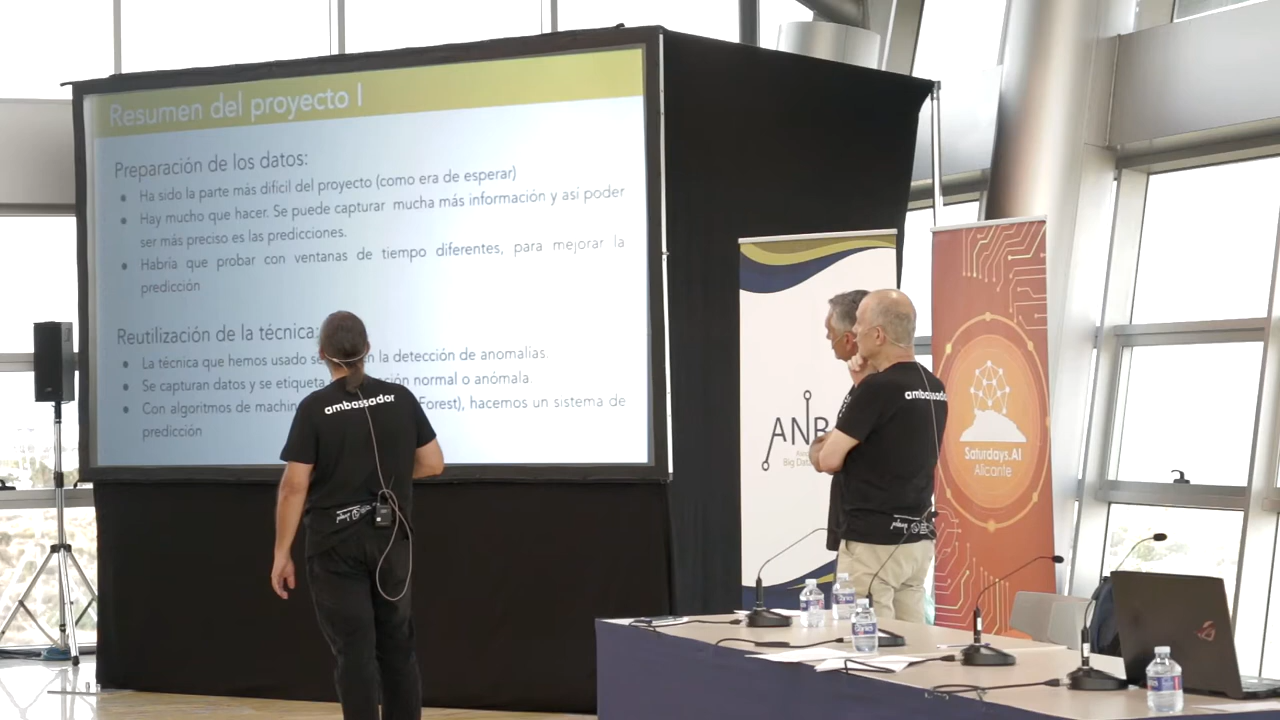 Resumen del proyecto I
Preparación de los datos:
Ha sido la parte más difícil del proyecto (como era de esperar)
Hay mucho que hacer. Se puede capturar mucha más información y así poder
ser más preciso es las predicciones.
Habría que probar con ventanas de tiempo diferentes, para mejorar la
predicción
Reutilización de la técnica:
La técnica que hemos usado la detección de anomalías.
Se capturan datos y se etiqueta normal o anómala.
Con algoritmos de Forest), hacemos un sistema de
predicción
ambassador
ambassador
Big
Saturdays.AI
Alicante